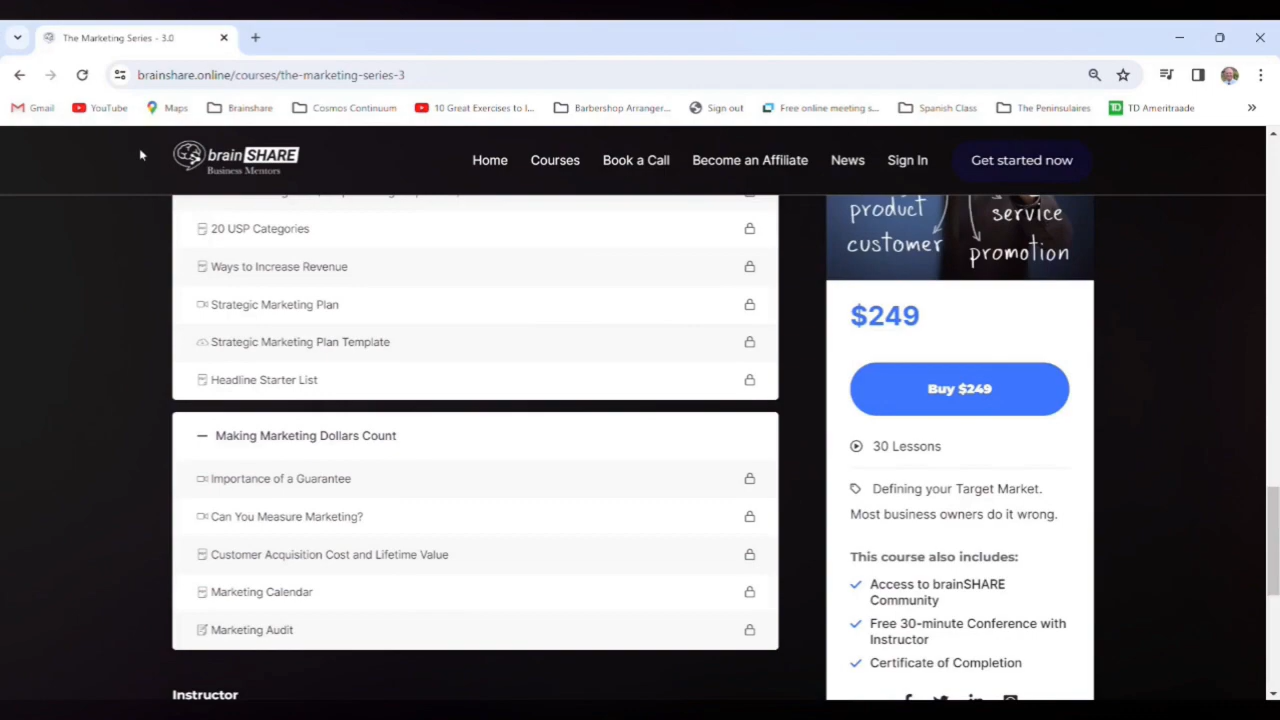 The Marketing Series - 3.0
brainshare.online/courses/the-marketing-series-3
Gmail
YouTube
Maps
Brainshare
Cosmos Continuum
10 Great Exercises to I...
Barbershop Arranger...
Sign out
Free online meeting s...
Spanish Class
The Peninsulaires
TD Ameritraade
brainSHARE
Business Mentors
Home
Courses
Book a Call
Become an Affiliate
News
Sign In
Get started now
20 USP Categories
Ways to Increase Revenue
Strategic Marketing Plan
Strategic Marketing Plan Template
Headline Starter List
Making Marketing Dollars Count
Importance of a Guarantee
Can You Measure Marketing?
Customer Acquisition Cost and Lifetime Value
Marketing Calendar
Marketing Audit
Instructor
product
service
customer
promotion
$249
Buy $249
30 Lessons
Defining your Target Market.
Most business owners do it wrong.
This course also includes:
Access to brainSHARE
Community
Free 30-minute Conference with
Instructor
Certificate of Completion